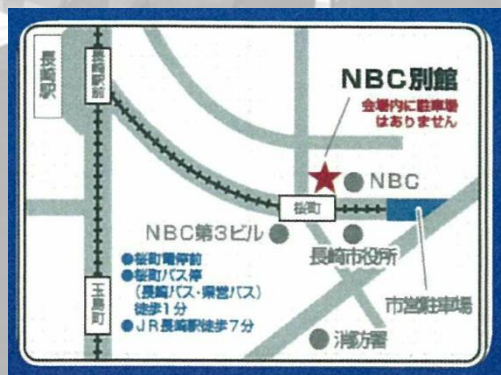 長崎駅
長崎駅前
NBC別館
会場内に駐車場
はありません
NBC
桜町
NBC第3ビル
長崎市役所
●桜町電停前
●桜町バス停
(長崎バス・県営バス)
徒歩1分
●JR長崎駅徒歩7分
五島町
市営駐車場
消防署